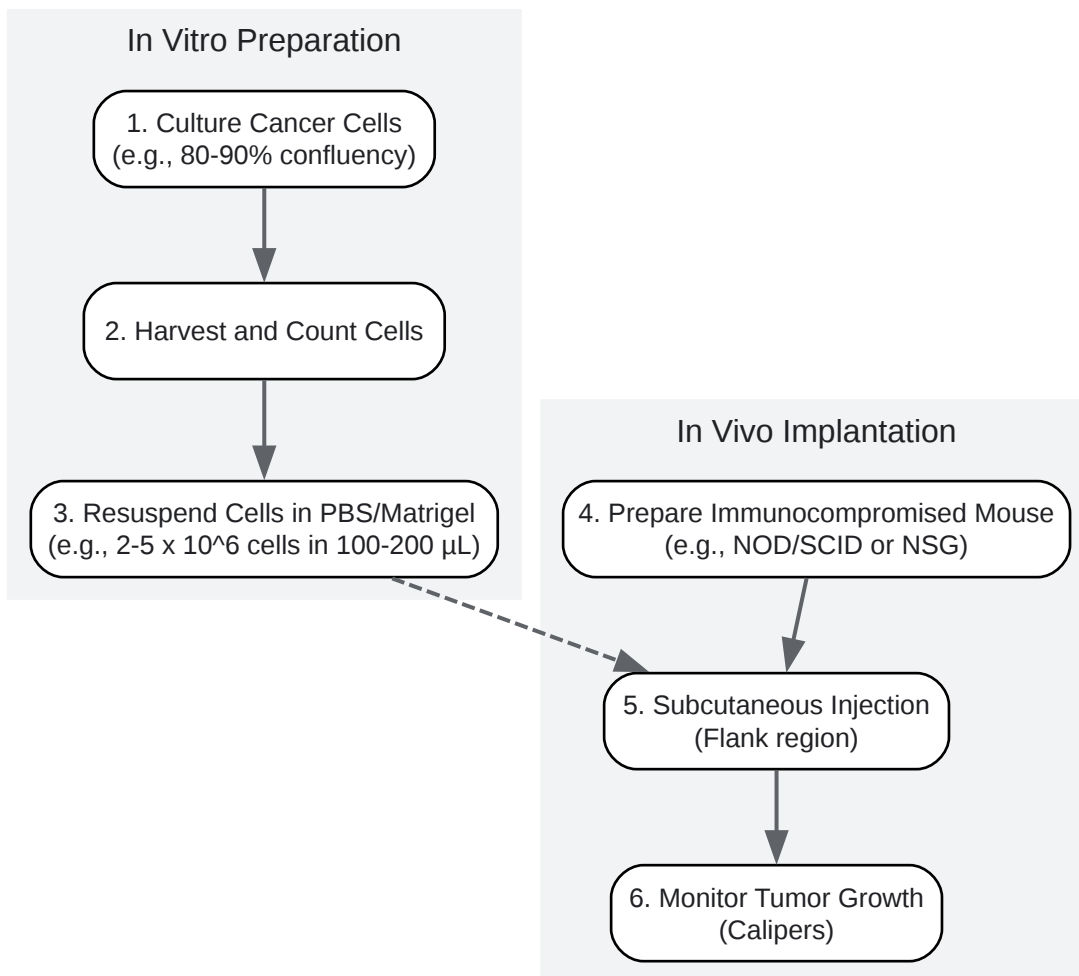 In Vitro Preparation
1. Culture Cancer Cells
(e.g., 80-90% confluency)
2. Harvest and Count Cells
3. Resuspend Cells in PBS/Matrigel
(e.g., 2-5 x 10^6 cells in 100-200 µL)
In Vivo Implantation
4. Prepare Immunocompromised Mouse
(e.g., NOD/SCID or NSG)
5. Subcutaneous Injection
(Flank region)
6. Monitor Tumor Growth
(Calipers)